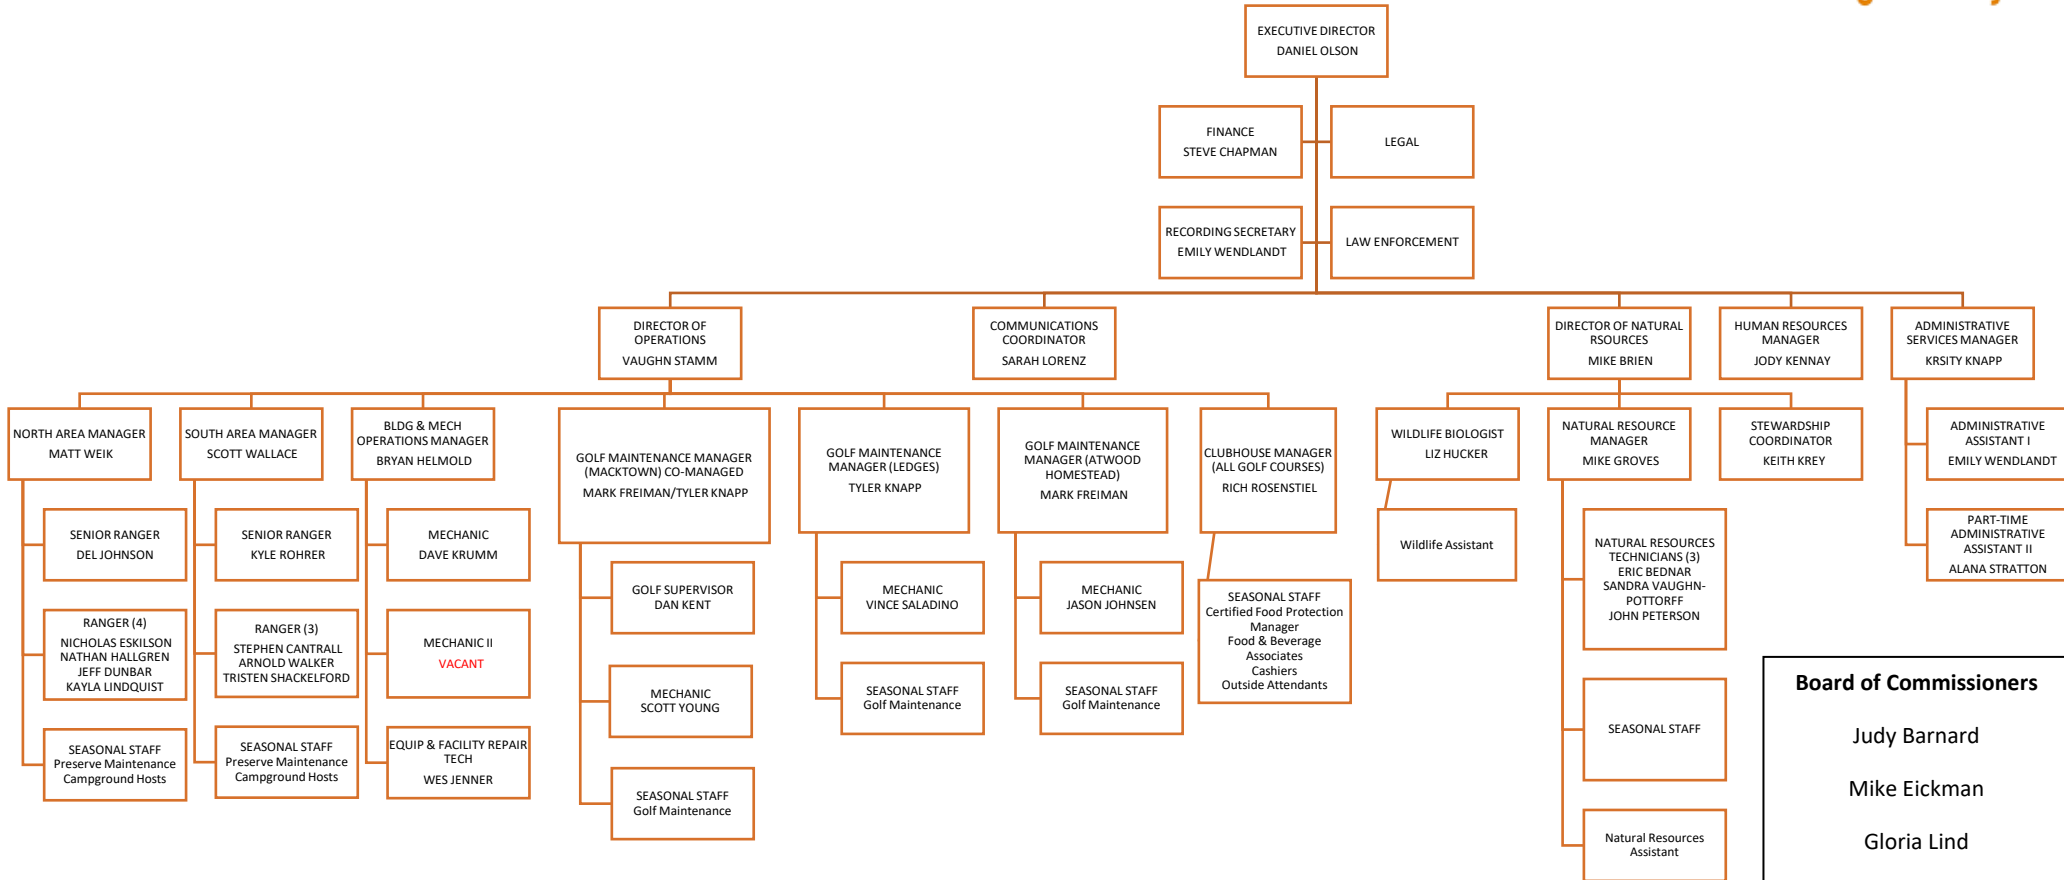 EXECUTIVE DIRECTOR
DANIEL OLSON
FINANCE
STEVE CHAPMAN
LEGAL
RECORDING SECRETARY
EMILY WENDLANDT
LAW ENFORCEMENT
DIRECTOR OF
OPERATIONS
VAUGHN STAMM
COMMUNICATIONS
COORDINATOR
SARAH LORENZ
DIRECTOR OF NATURAL
RSOURCES
MIKE BRIEN
HUMAN RESOURCES
MANAGER
JODY KENNAY
ADMINISTRATIVE
SERVICES MANAGER
KRSITY KNAPP
NORTH AREA MANAGER
MATT WEIK
SOUTH AREA MANAGER
SCOTT WALLACE
BLDG & MECH
OPERATIONS MANAGER
BRYAN HELMOLD
GOLF MAINTENANCE MANAGER
(MACKTOWN) CO-MANAGED
MARK FREIMAN/TYLER KNAPP
GOLF MAINTENANCE
MANAGER (LEDGES)
TYLER KNAPP
GOLF MAINTENANCE
MANAGER (ATWOOD
HOMESTEAD)
MARK FREIMAN
CLUBHOUSE MANAGER
(ALL GOLF COURSES)
RICH ROSENSTIEL
WILDLIFE BIOLOGIST
LIZ HUCKER
NATURAL RESOURCE
MANAGER
MIKE GROVES
STEWARDSHIP
COORDINATOR
KEITH KREY
ADMINISTRATIVE
ASSISTANT I
EMILY WENDLANDT
SENIOR RANGER
DEL JOHNSON
SENIOR RANGER
KYLE ROHRER
MECHANIC
DAVE KRUMM
GOLF SUPERVISOR
DAN KENT
MECHANIC
VINCE SALADINO
MECHANIC
JASON JOHNSEN
SEASONAL STAFF
Certified Food Protection
Manager
Food & Beverage
Associates
Cashiers
Outside Attendants
Wildlife Assistant
NATURAL RESOURCES
TECHNICIANS (3)
ERIC BEDNAR
SANDRA VAUGHN-
POTTORFF
JOHN PETERSON
PART-TIME
ADMINISTRATIVE
ASSISTANT II
ALANA STRATTON
RANGER (4)
NICHOLAS ESKILSON
NATHAN HALLGREN
JEFF DUNBAR
KAYLA LINDQUIST
RANGER (3)
STEPHEN CANTRALL
ARNOLD WALKER
TRISTEN SHACKELFORD
MECHANIC II
VACANT
MECHANIC
SCOTT YOUNG
SEASONAL STAFF
Golf Maintenance
SEASONAL STAFF
Golf Maintenance
SEASONAL STAFF
SEASONAL STAFF
Preserve Maintenance
Campground Hosts
SEASONAL STAFF
Preserve Maintenance
Campground Hosts
EQUIP & FACILITY REPAIR
TECH
WES JENNER
SEASONAL STAFF
Golf Maintenance
Natural Resources
Assistant
Board of Commissioners
Judy Barnard
Mike Eickman
Gloria Lind